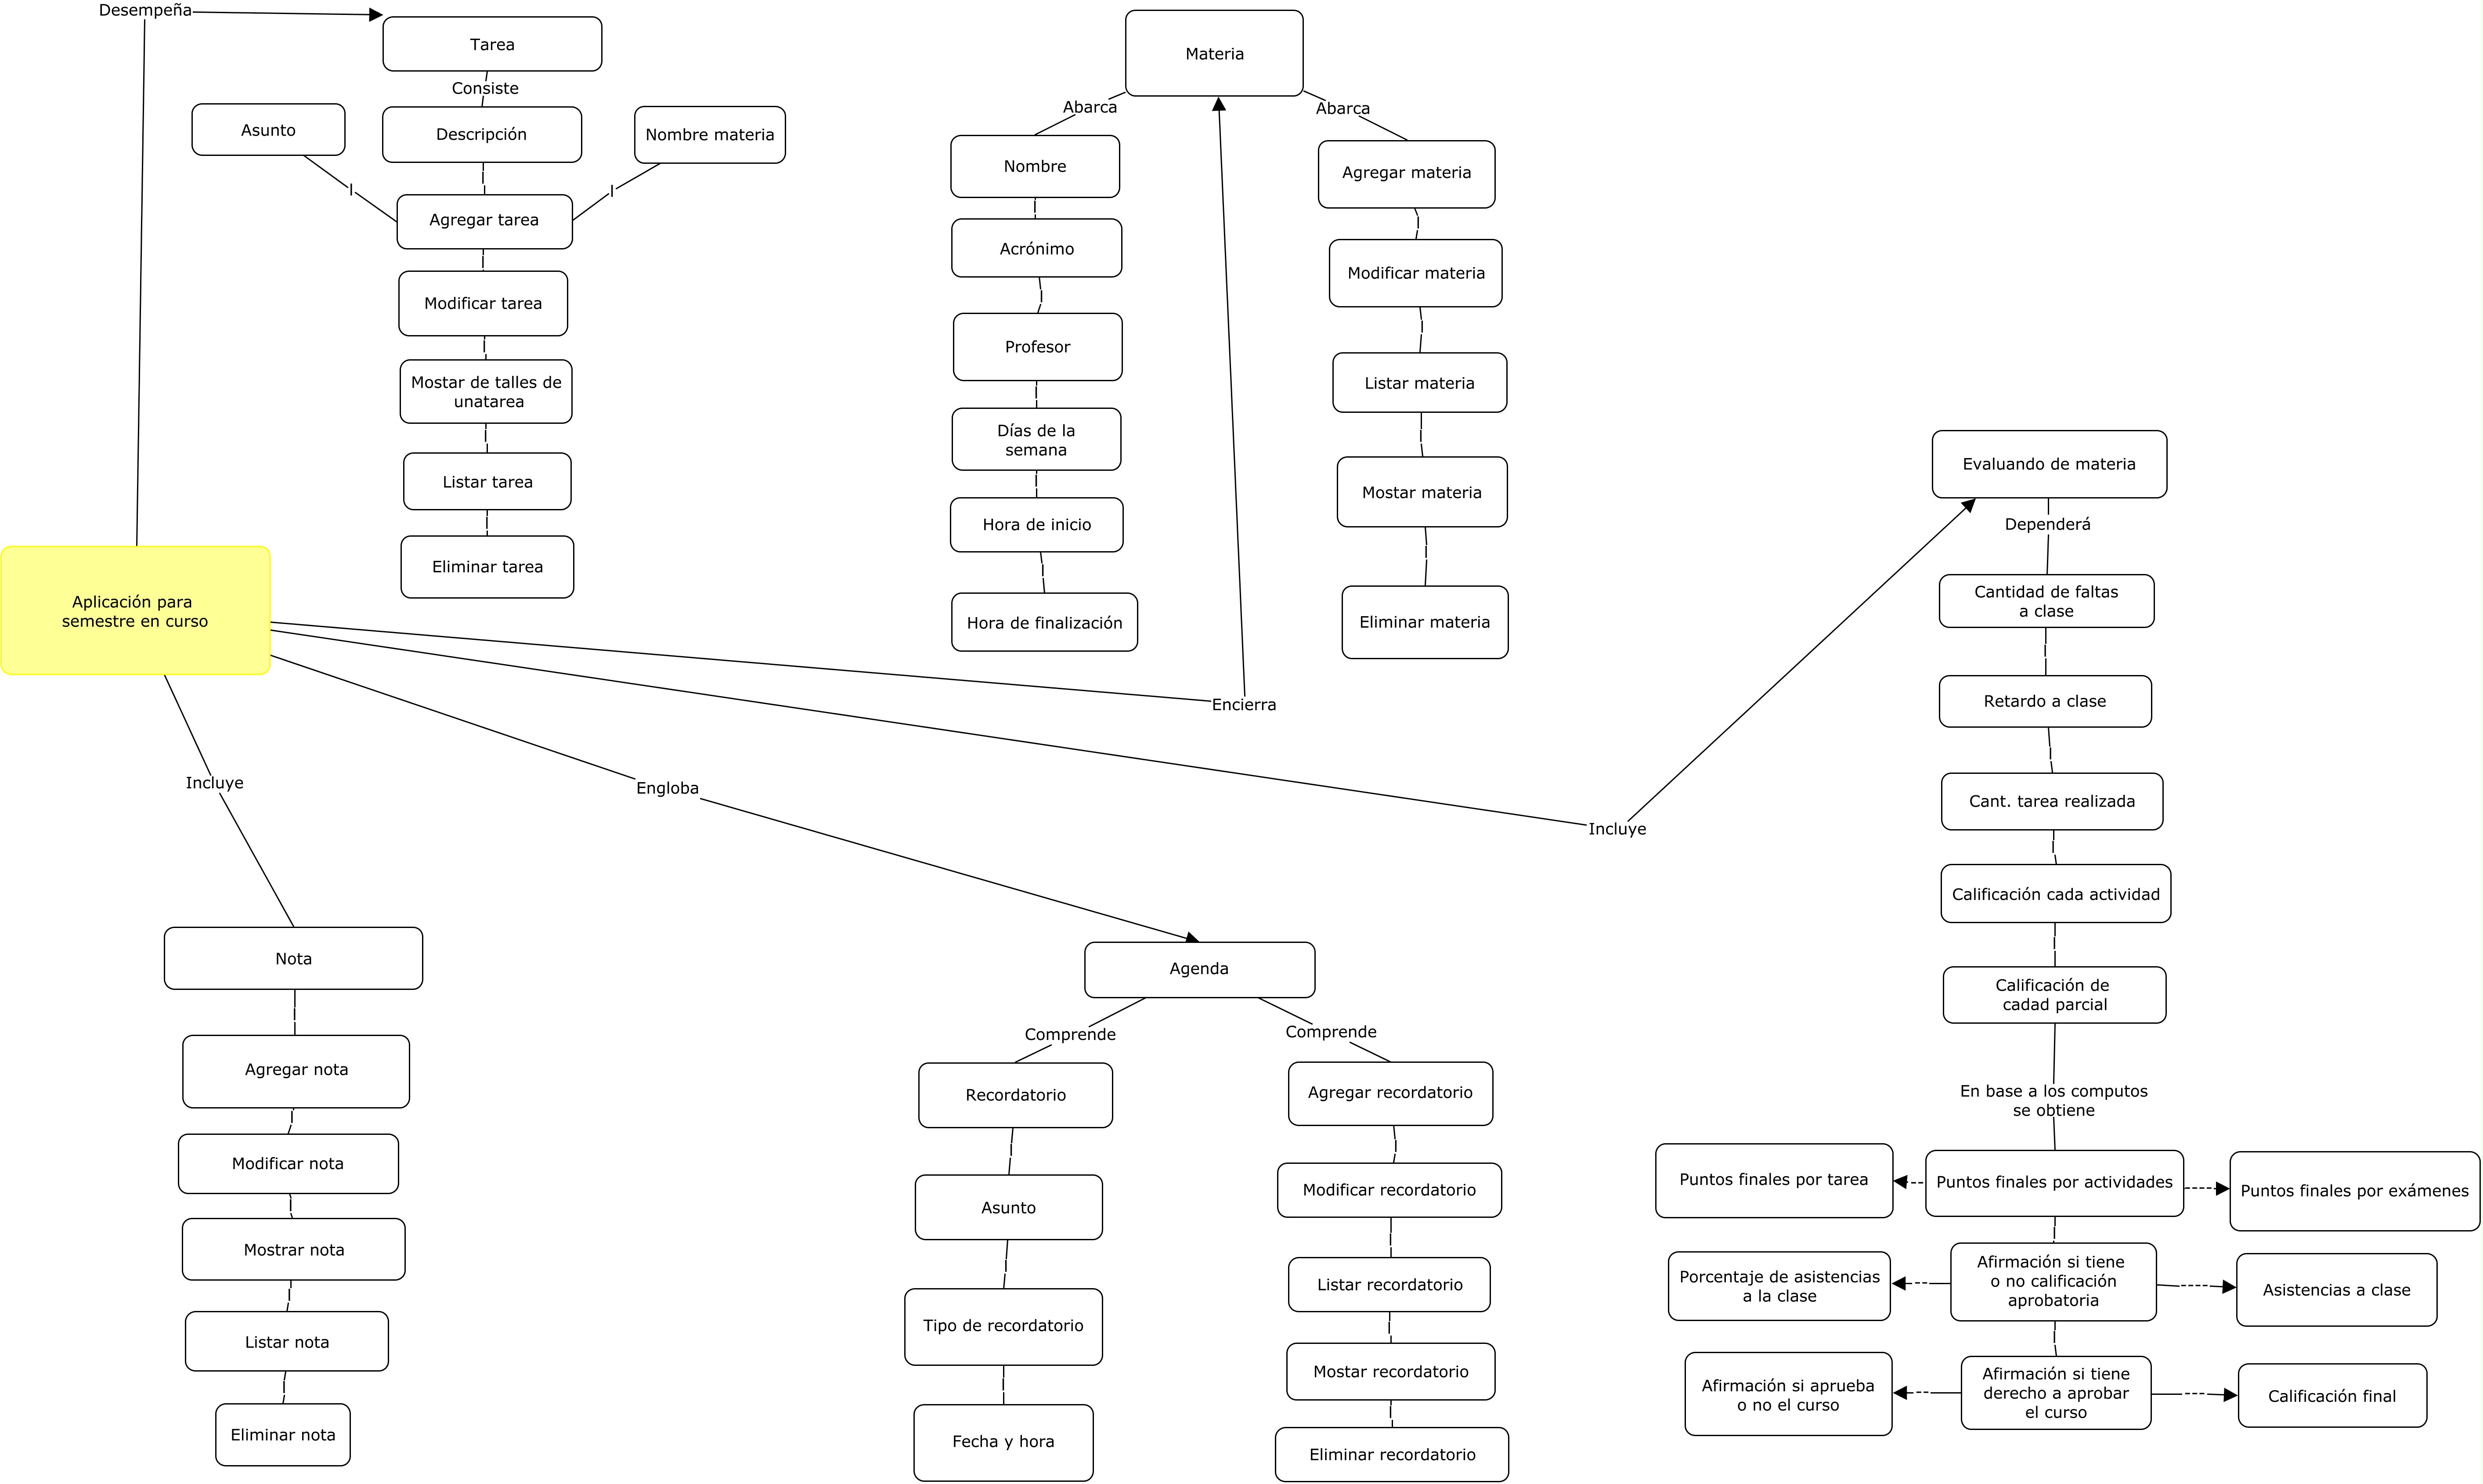 Desempeña
Tarea
Consiste
Asunto
Descripción
Nombre materia
I
I
I
Agregar tarea
I
Modificar tarea
I
Mostar de talles de
unatarea
I
Listar tarea
I
Eliminar tarea
Materia
Abarca
Abarca
Nombre
I
Acrónimo
I
Profesor
I
Días de la
semana
I
Hora de inicio
I
Hora de finalización
Agregar materia
I
Modificar materia
I
Listar materia
I
Mostar materia
I
Eliminar materia
Aplicación para
semestre en curso
Encierra
Incluye
Engloba
Incluye
Evaluando de materia
Dependerá
Cantidad de faltas
a clase
I
Retardo a clase
I
Cant. tarea realizada
I
Calificación cada actividad
I
Calificación de
cadad parcial
En base a los computos
se obtiene
Puntos finales por tarea
Puntos finales por actividades
Puntos finales por exámenes
I
Porcentaje de asistencias
a la clase
Afirmación si tiene
o no calificación
aprobatoria
Asistencias a clase
I
Afirmación si aprueba
o no el curso
Afirmación si tiene
derecho a aprobar
el curso
Calificación final
Nota
I
Agregar nota
I
Modificar nota
I
Mostrar nota
I
Listar nota
I
Eliminar nota
Agenda
Comprende
Comprende
Recordatorio
I
Asunto
I
Tipo de recordatorio
I
Fecha y hora
Agregar recordatorio
I
Modificar recordatorio
I
Listar recordatorio
I
Mostar recordatorio
I
Eliminar recordatorio